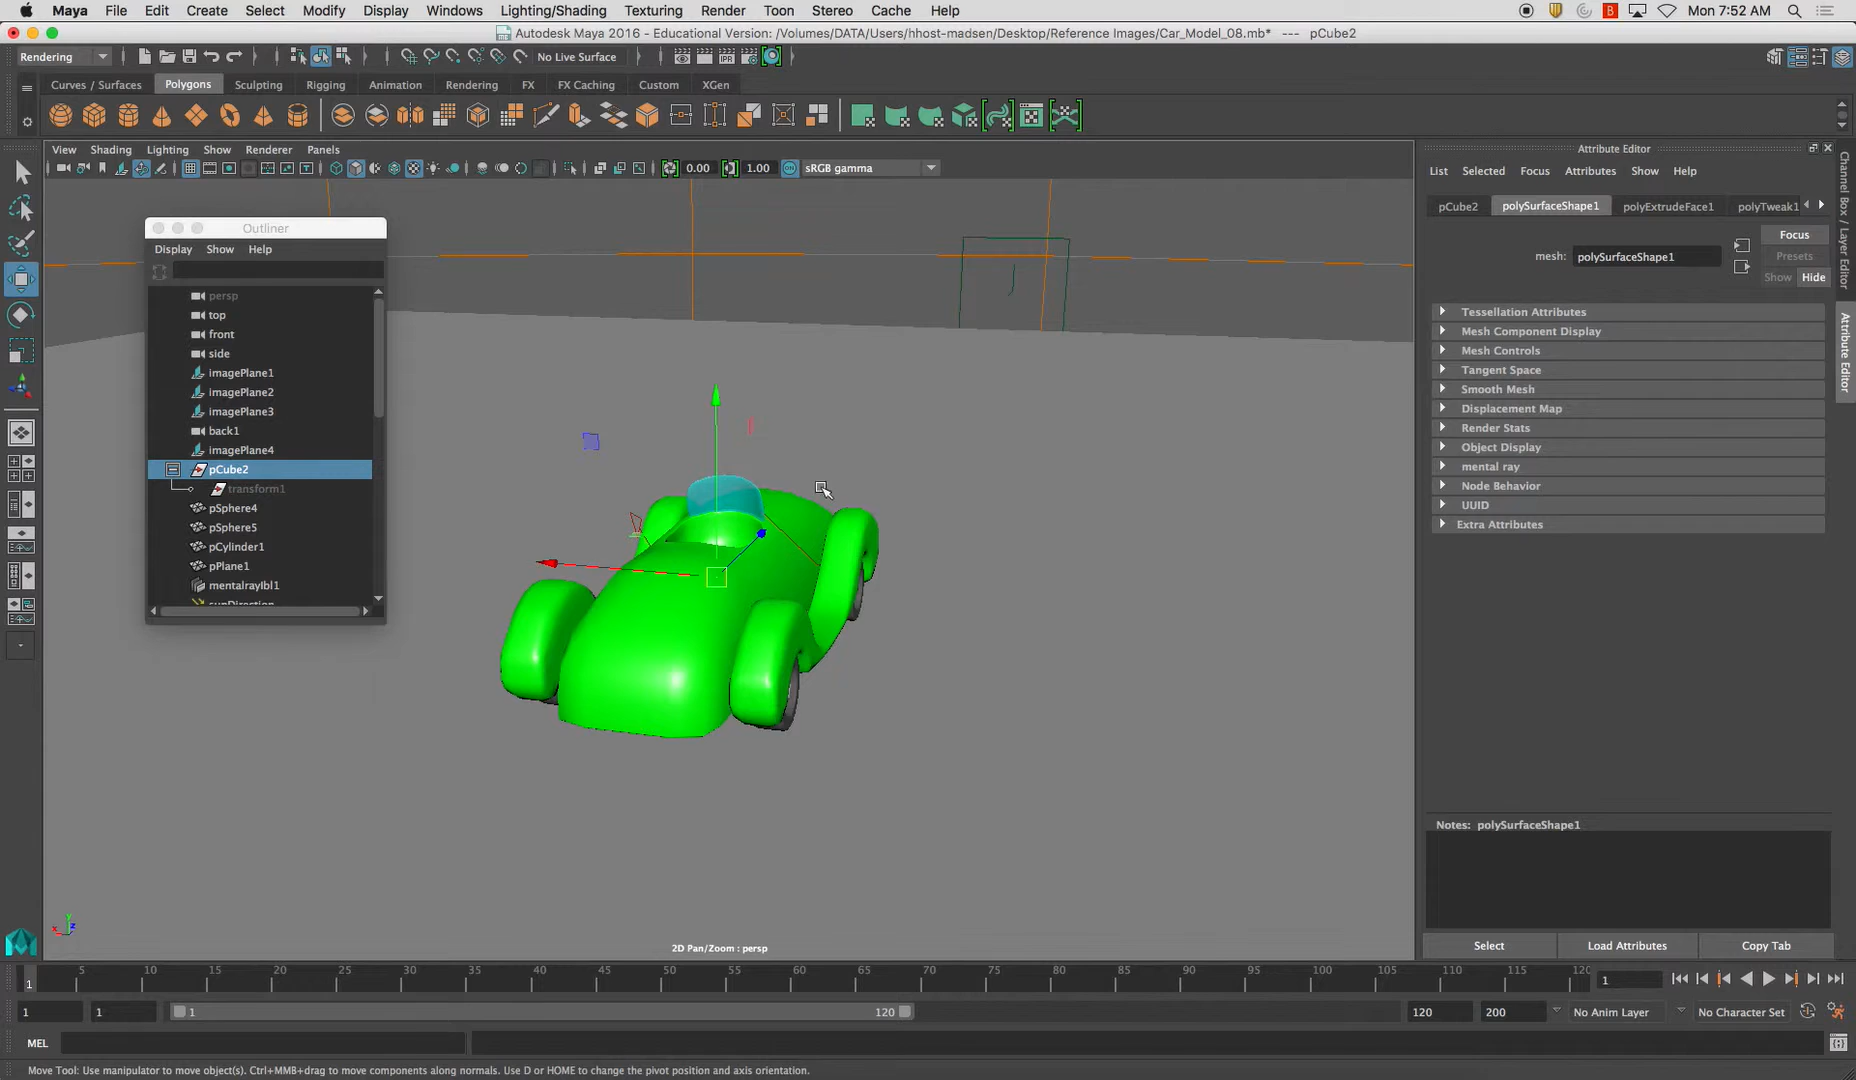 Maya File Edit Create Select Modify Display Windows Lighting/Shading Texturing Render Toon Stereo Cache Help
Mon 7:52 AM
Autodesk Maya 2016 - Educational Version: /Volumes/DATA/Users/hhost-madsen/Desktop/Reference Images/Car_Model_08.mb* --- pCube2
Rendering
No Live Surface
IPR
Curves / Surfaces Polygons Sculpting Rigging Animation Rendering FX FX Caching Custom XGen
View Shading Lighting Show Renderer Panels
0.00 1.00 sRGB gamma
Outliner
Display Show Help
persp
top
front
side
imagePlane1
imagePlane2
imagePlane3
back1
imagePlane4
pCube2
transform1
pSphere4
pSphere5
pCylinder1
pPlane1
mentalrayIbl1
sunDirection
Attribute Editor
List Selected Focus Attributes Show Help
pCube2 polySurfaceShape1 polyExtrudeFace1 polyTweak1
Focus
mesh: polySurfaceShape1
Presets
Show Hide
Tessellation Attributes
Mesh Component Display
Mesh Controls
Tangent Space
Smooth Mesh
Displacement Map
Render Stats
Object Display
mental ray
Node Behavior
UUID
Extra Attributes
Notes: polySurfaceShape1
Select Load Attributes Copy Tab
Channel Box / Layer Editor
Attribute Editor
2D Pan/Zoom : persp
1 5 10 15 20 25 30 35 40 45 50 55 60 65 70 75 80 85 90 95 100 105 110 115 120
1
1 1 1 120 120 200 No Anim Layer No Character Set
MEL
Move Tool: Use manipulator to move object(s). Ctrl+MMB+drag to move components along normals. Use D or HOME to change the pivot position and axis orientation.